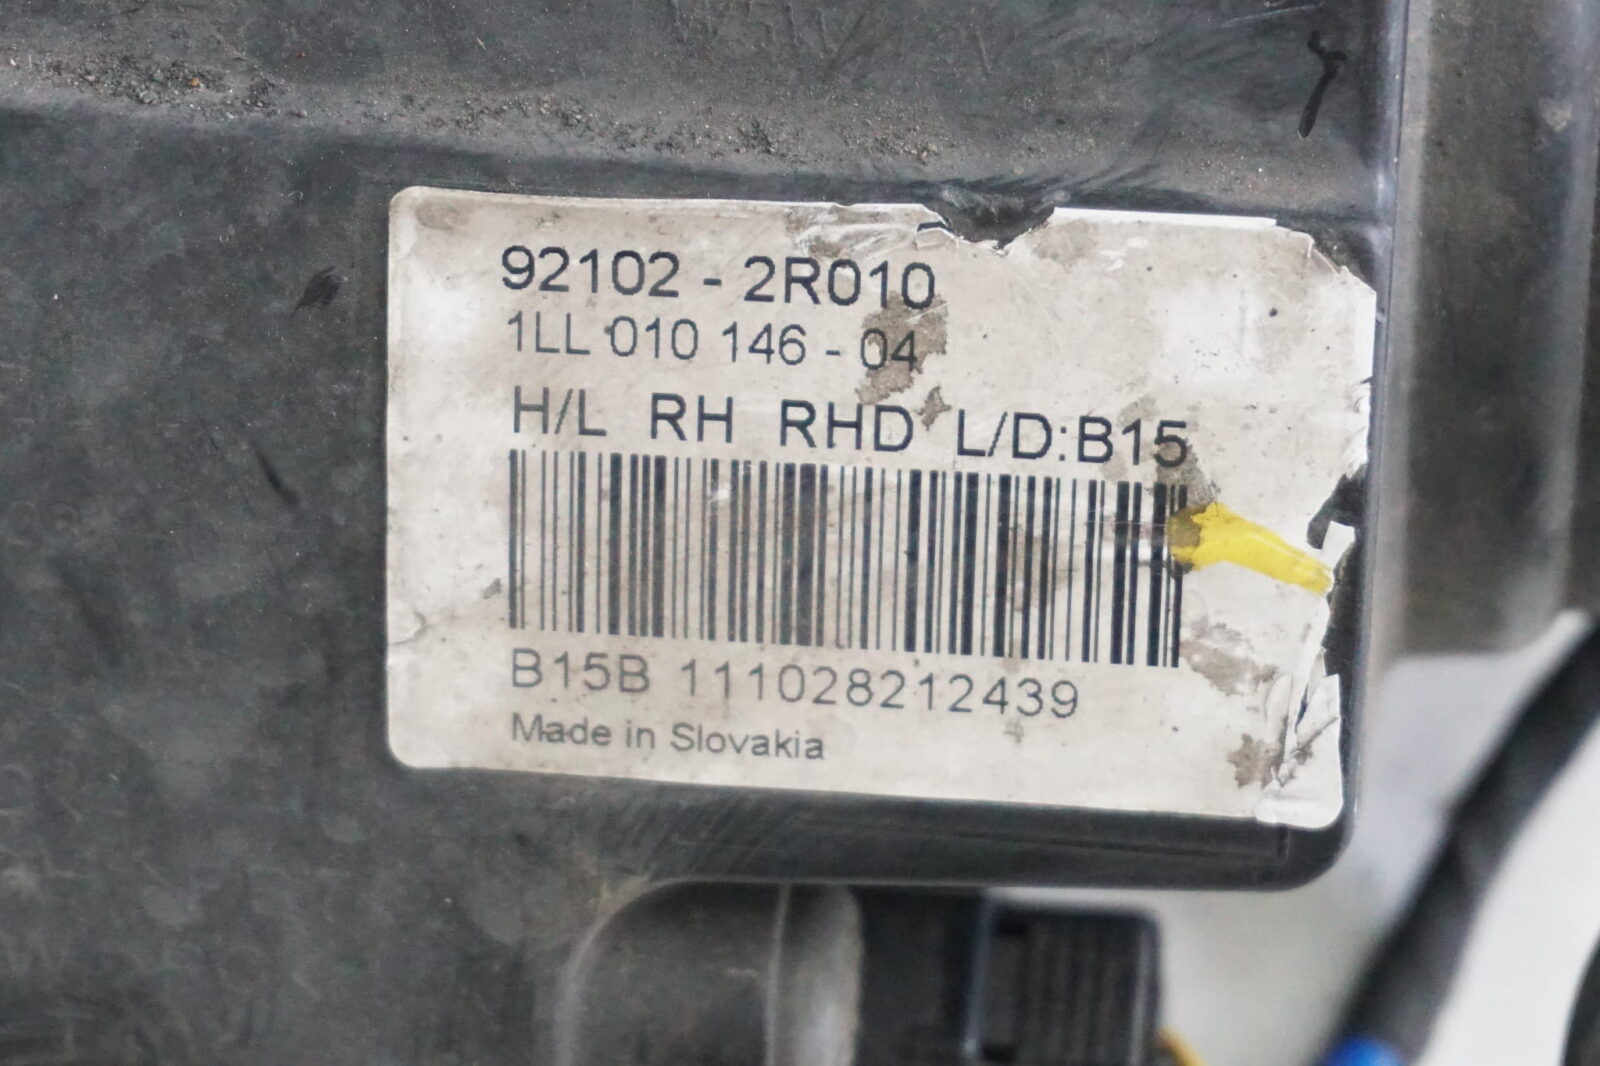 92102 - 2R010
1LL 010 146 - 04
H/L RH RHD L/D:B15
B15B 111028212439
Made in Slovakia